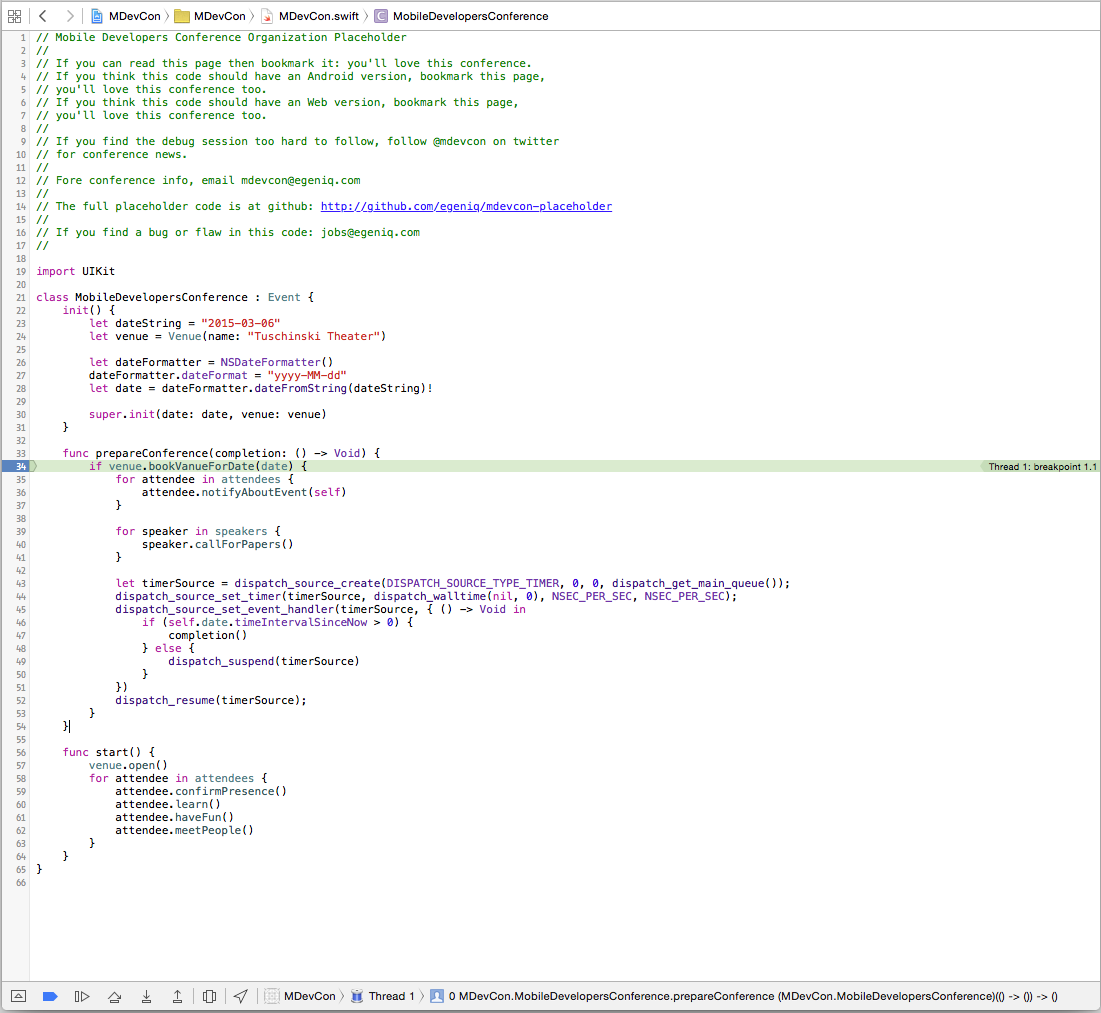 MDevCon MDevCon MDevCon.swift C MobileDevelopersConference
1 // Mobile Developers Conference Organization Placeholder
2 //
3 // If you can read this page then bookmark it: you'll love this conference.
4 // If you think this code should have an Android version, bookmark this page,
5 // you'll love this conference too.
6 // If you think this code should have an Web version, bookmark this page,
7 // you'll love this conference too.
8 //
9 // If you find the debug session too hard to follow, follow @mdevcon on twitter
10 // for conference news.
11 //
12 // Fore conference info, email mdevcon@egeniq.com
13 //
14 // The full placeholder code is at github: http://github.com/egeniq/mdevcon-placeholder
15 //
16 // If you find a bug or flaw in this code: jobs@egeniq.com
17 //
18
19 import UIKit
20
21 class MobileDevelopersConference : Event {
22     init() {
23         let dateString = "2015-03-06"
24         let venue = Venue(name: "Tuschinski Theater")
25
26         let dateFormatter = NSDateFormatter()
27         dateFormatter.dateFormat = "yyyy-MM-dd"
28         let date = dateFormatter.dateFromString(dateString)!
29
30         super.init(date: date, venue: venue)
31     }
32
33     func prepareConference(completion: () -> Void) {
34         if venue.bookVanueForDate(date) { Thread 1: breakpoint 1.1
35             for attendee in attendees {
36                 attendee.notifyAboutEvent(self)
37             }
38
39             for speaker in speakers {
40                 speaker.callForPapers()
41             }
42
43             let timerSource = dispatch_source_create(DISPATCH_SOURCE_TYPE_TIMER, 0, 0, dispatch_get_main_queue());
44             dispatch_source_set_timer(timerSource, dispatch_walltime(nil, 0), NSEC_PER_SEC, NSEC_PER_SEC);
45             dispatch_source_set_event_handler(timerSource, { () -> Void in
46                 if (self.date.timeIntervalSinceNow > 0) {
47                     completion()
48                 } else {
49                     dispatch_suspend(timerSource)
50                 }
51             })
52             dispatch_resume(timerSource);
53         }
54     }
55
56     func start() {
57         venue.open()
58         for attendee in attendees {
59             attendee.confirmPresence()
60             attendee.learn()
61             attendee.haveFun()
62             attendee.meetPeople()
63         }
64     }
65 }
66
MDevCon Thread 1 0 MDevCon.MobileDevelopersConference.prepareConference (MDevCon.MobileDevelopersConference)(() -> ()) -> ()